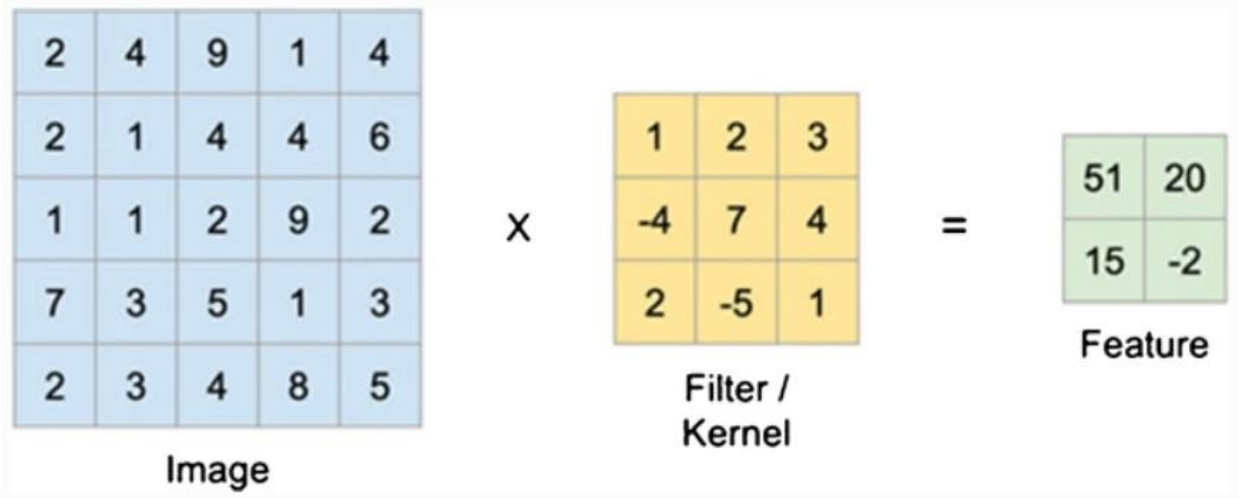 2 4 9 1 4
2 1 4 4 6
1 1 2 9 2
7 3 5 1 3
2 3 4 8 5
Image
x
1 2 3
-4 7 4
2 -5 1
Filter /
Kernel
=
51 20
15 -2
Feature